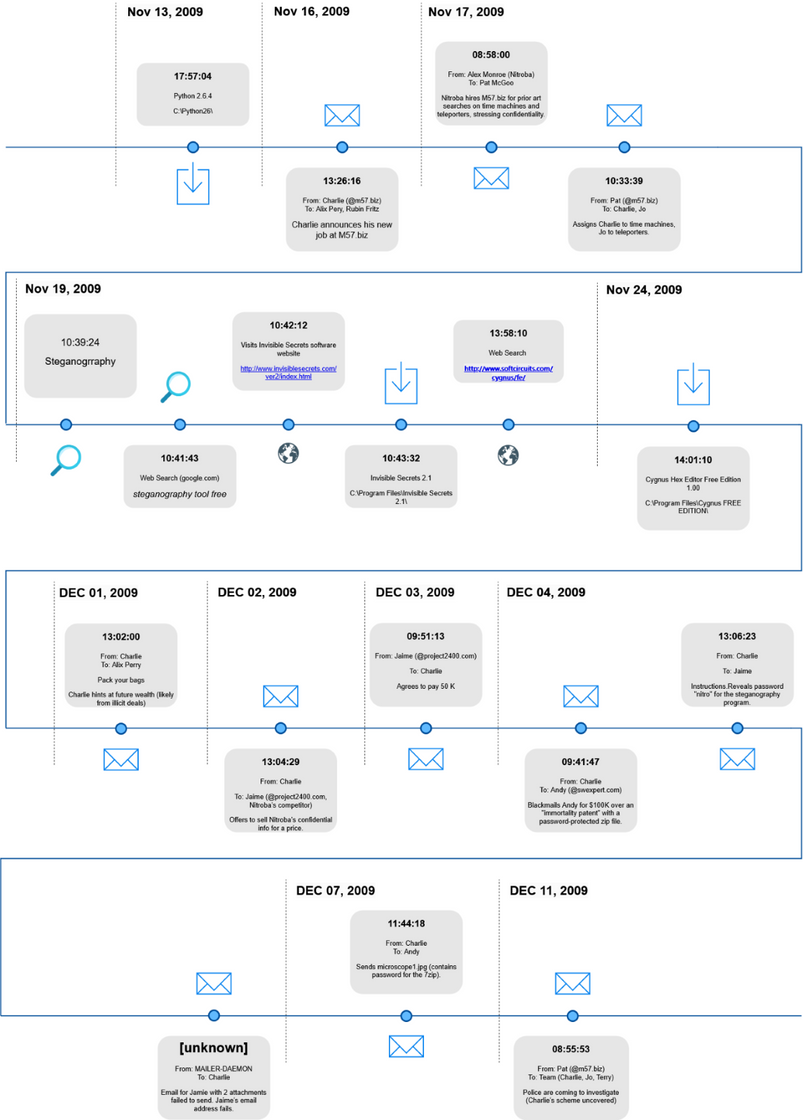 Nov 13, 2009
Nov 16, 2009
Nov 17, 2009
17:57:04
Python 2.6.4
C:\Python26\
13:26:16
From: Charlie (@m57.biz)
To: Alix Pery, Rubin Fritz
Charlie announces his new
job at M57.biz
08:58:00
From: Alex Monroe (Nitroba)
To: Pat McGoo
Nitroba hires M57.biz for prior art
searches on time machines and
teleporters, stressing confidentiality.
10:33:39
From: Pat (@m57.biz)
To: Charlie, Jo
Assigns Charlie to time machines,
Jo to teleporters.
Nov 19, 2009
Nov 24, 2009
10:39:24
Steganogrraphy
10:41:43
Web Search (google.com)
steganography tool free
10:42:12
Visits Invisible Secrets software
website
http://www.invisiblesecrets.com/
ver2/index.html
10:43:32
Invisible Secrets 2.1
C:\Program Files\Invisible Secrets
2.1\
13:58:10
Web Search
http://www.softcircuits.com/
cygnus/fe/
14:01:10
Cygnus Hex Editor Free Edition
1.00
C:\Program Files\Cygnus FREE
EDITION\
DEC 01, 2009
DEC 02, 2009
DEC 03, 2009
DEC 04, 2009
13:02:00
From: Charlie
To: Alix Perry
Pack your bags
Charlie hints at future wealth (likely
from illicit deals)
13:04:29
From: Charlie
To: Jaime (@project2400.com,
Nitroba's competitor)
Offers to sell Nitroba's confidential
info for a price.
09:51:13
From: Jaime (@project2400.com)
To: Charlie
Agrees to pay 50 K
09:41:47
From: Charlie
To: Andy (@swexpert.com)
Blackmails Andy for $100K over an
"immortality patent" with a
password-protected zip file.
13:06:23
From: Charlie
To: Jaime
Instructions.Reveals password
"nitro" for the steganography
program.
DEC 07, 2009
DEC 11, 2009
[unknown]
From: MAILER-DAEMON
To: Charlie
Email for Jamie with 2 attachments
failed to send. Jaime's email
address fails.
11:44:18
From: Charlie
To: Andy
Sends microscope1.jpg (contains
password for the 7zip).
08:55:53
From: Pat (@m57.biz)
To: Team (Charlie, Jo, Terry)
Police are coming to investigate
(Charlie's scheme uncovered)